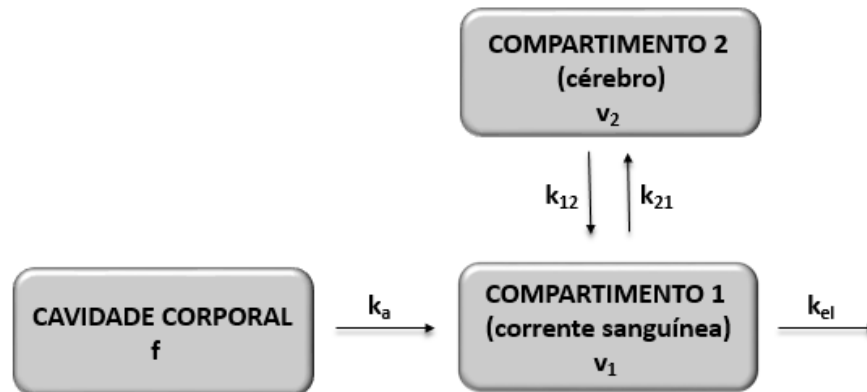 COMPARTIMENTO 2
(cérebro)
v₂
k₁₂
k₂₁
CAVIDADE CORPORAL
f
kₐ
COMPARTIMENTO 1
(corrente sanguínea)
v₁
kₑₗ